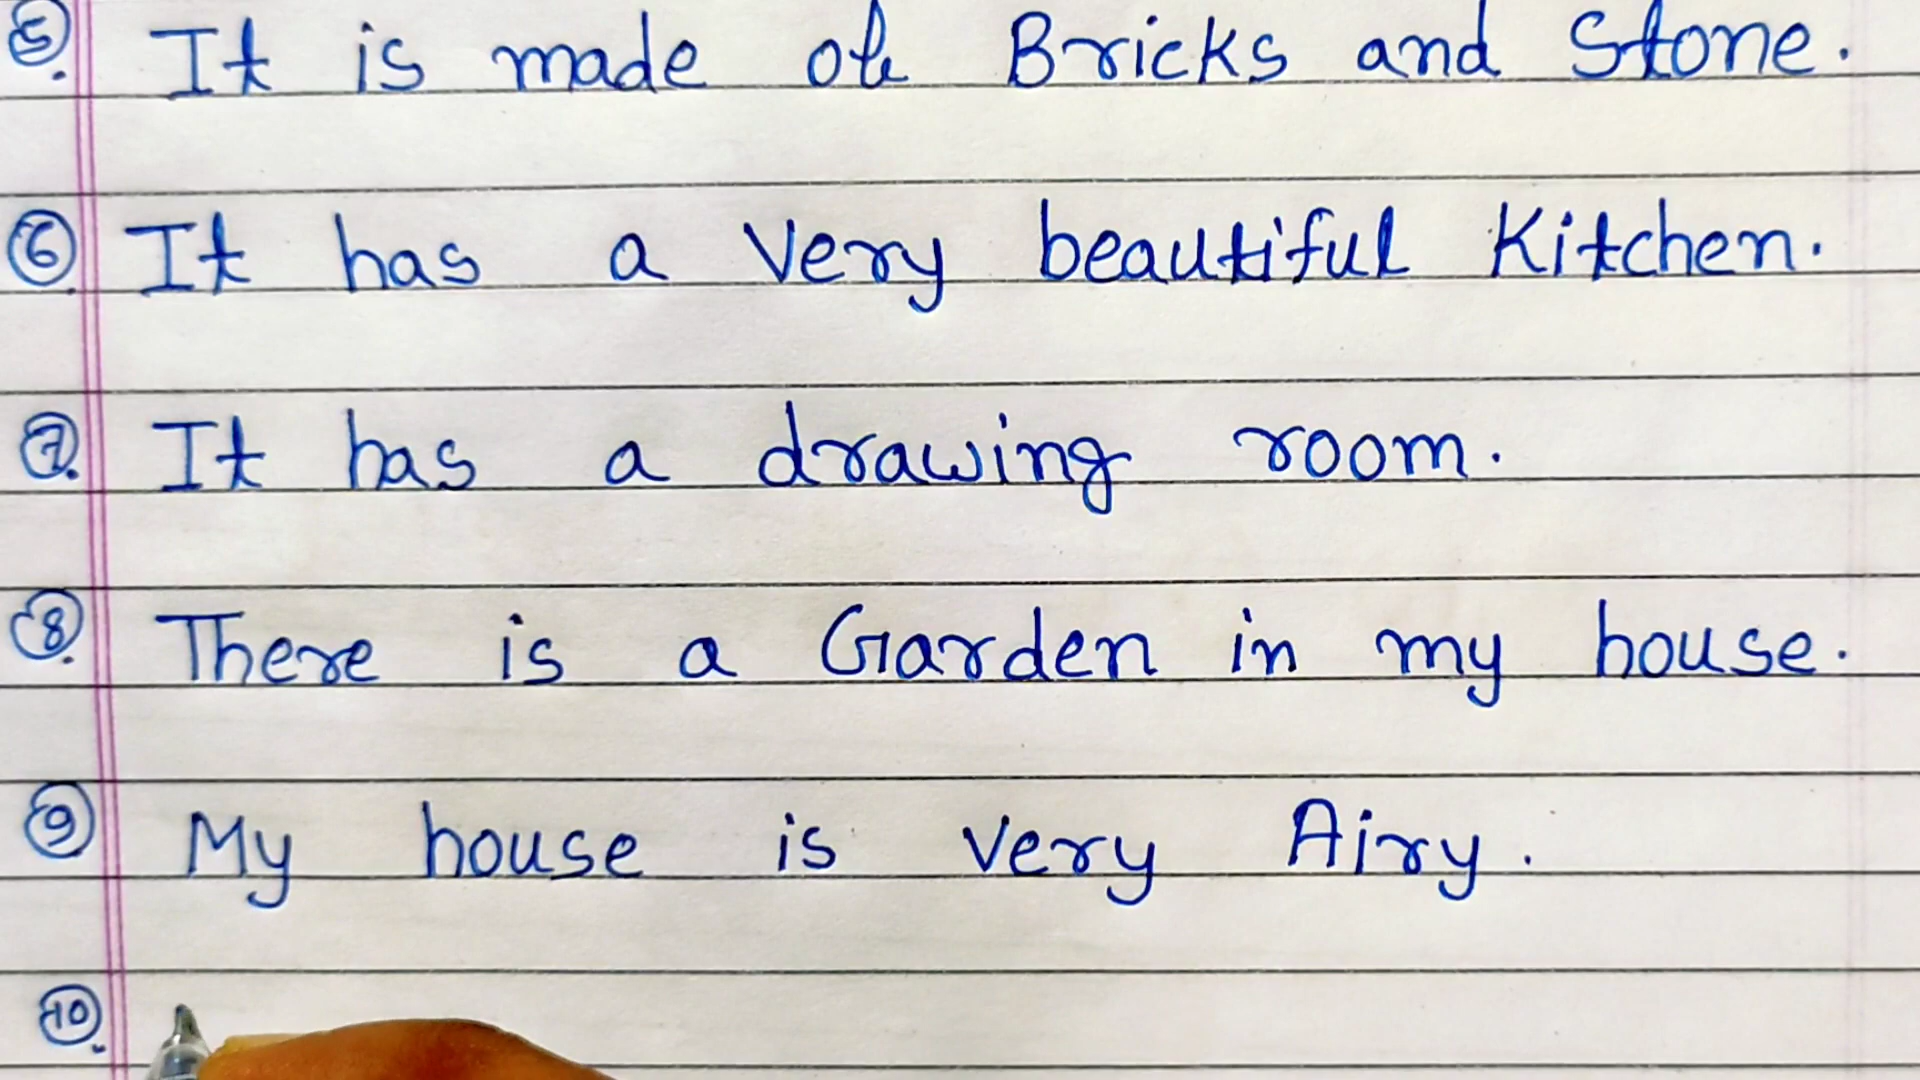 5. It is made of Bricks and Stone.
6. It has a very beautiful Kitchen.
7. It has a drawing room.
8. There is a Garden in my house.
9 My house is very Airy.
10.